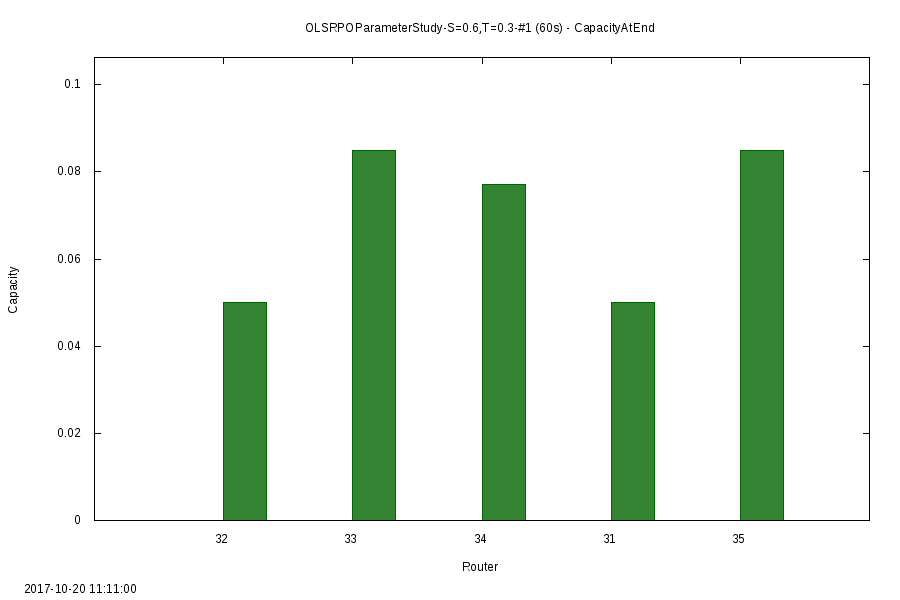 OLSRPOParameterStudy-S=0.6,T=0.3-#1 (60s) - CapacityAtEnd
0.1
0.08
0.06
0.04
0.02
0
Capacity
32 33 34 31 35
Router
2017-10-20 11:11:00